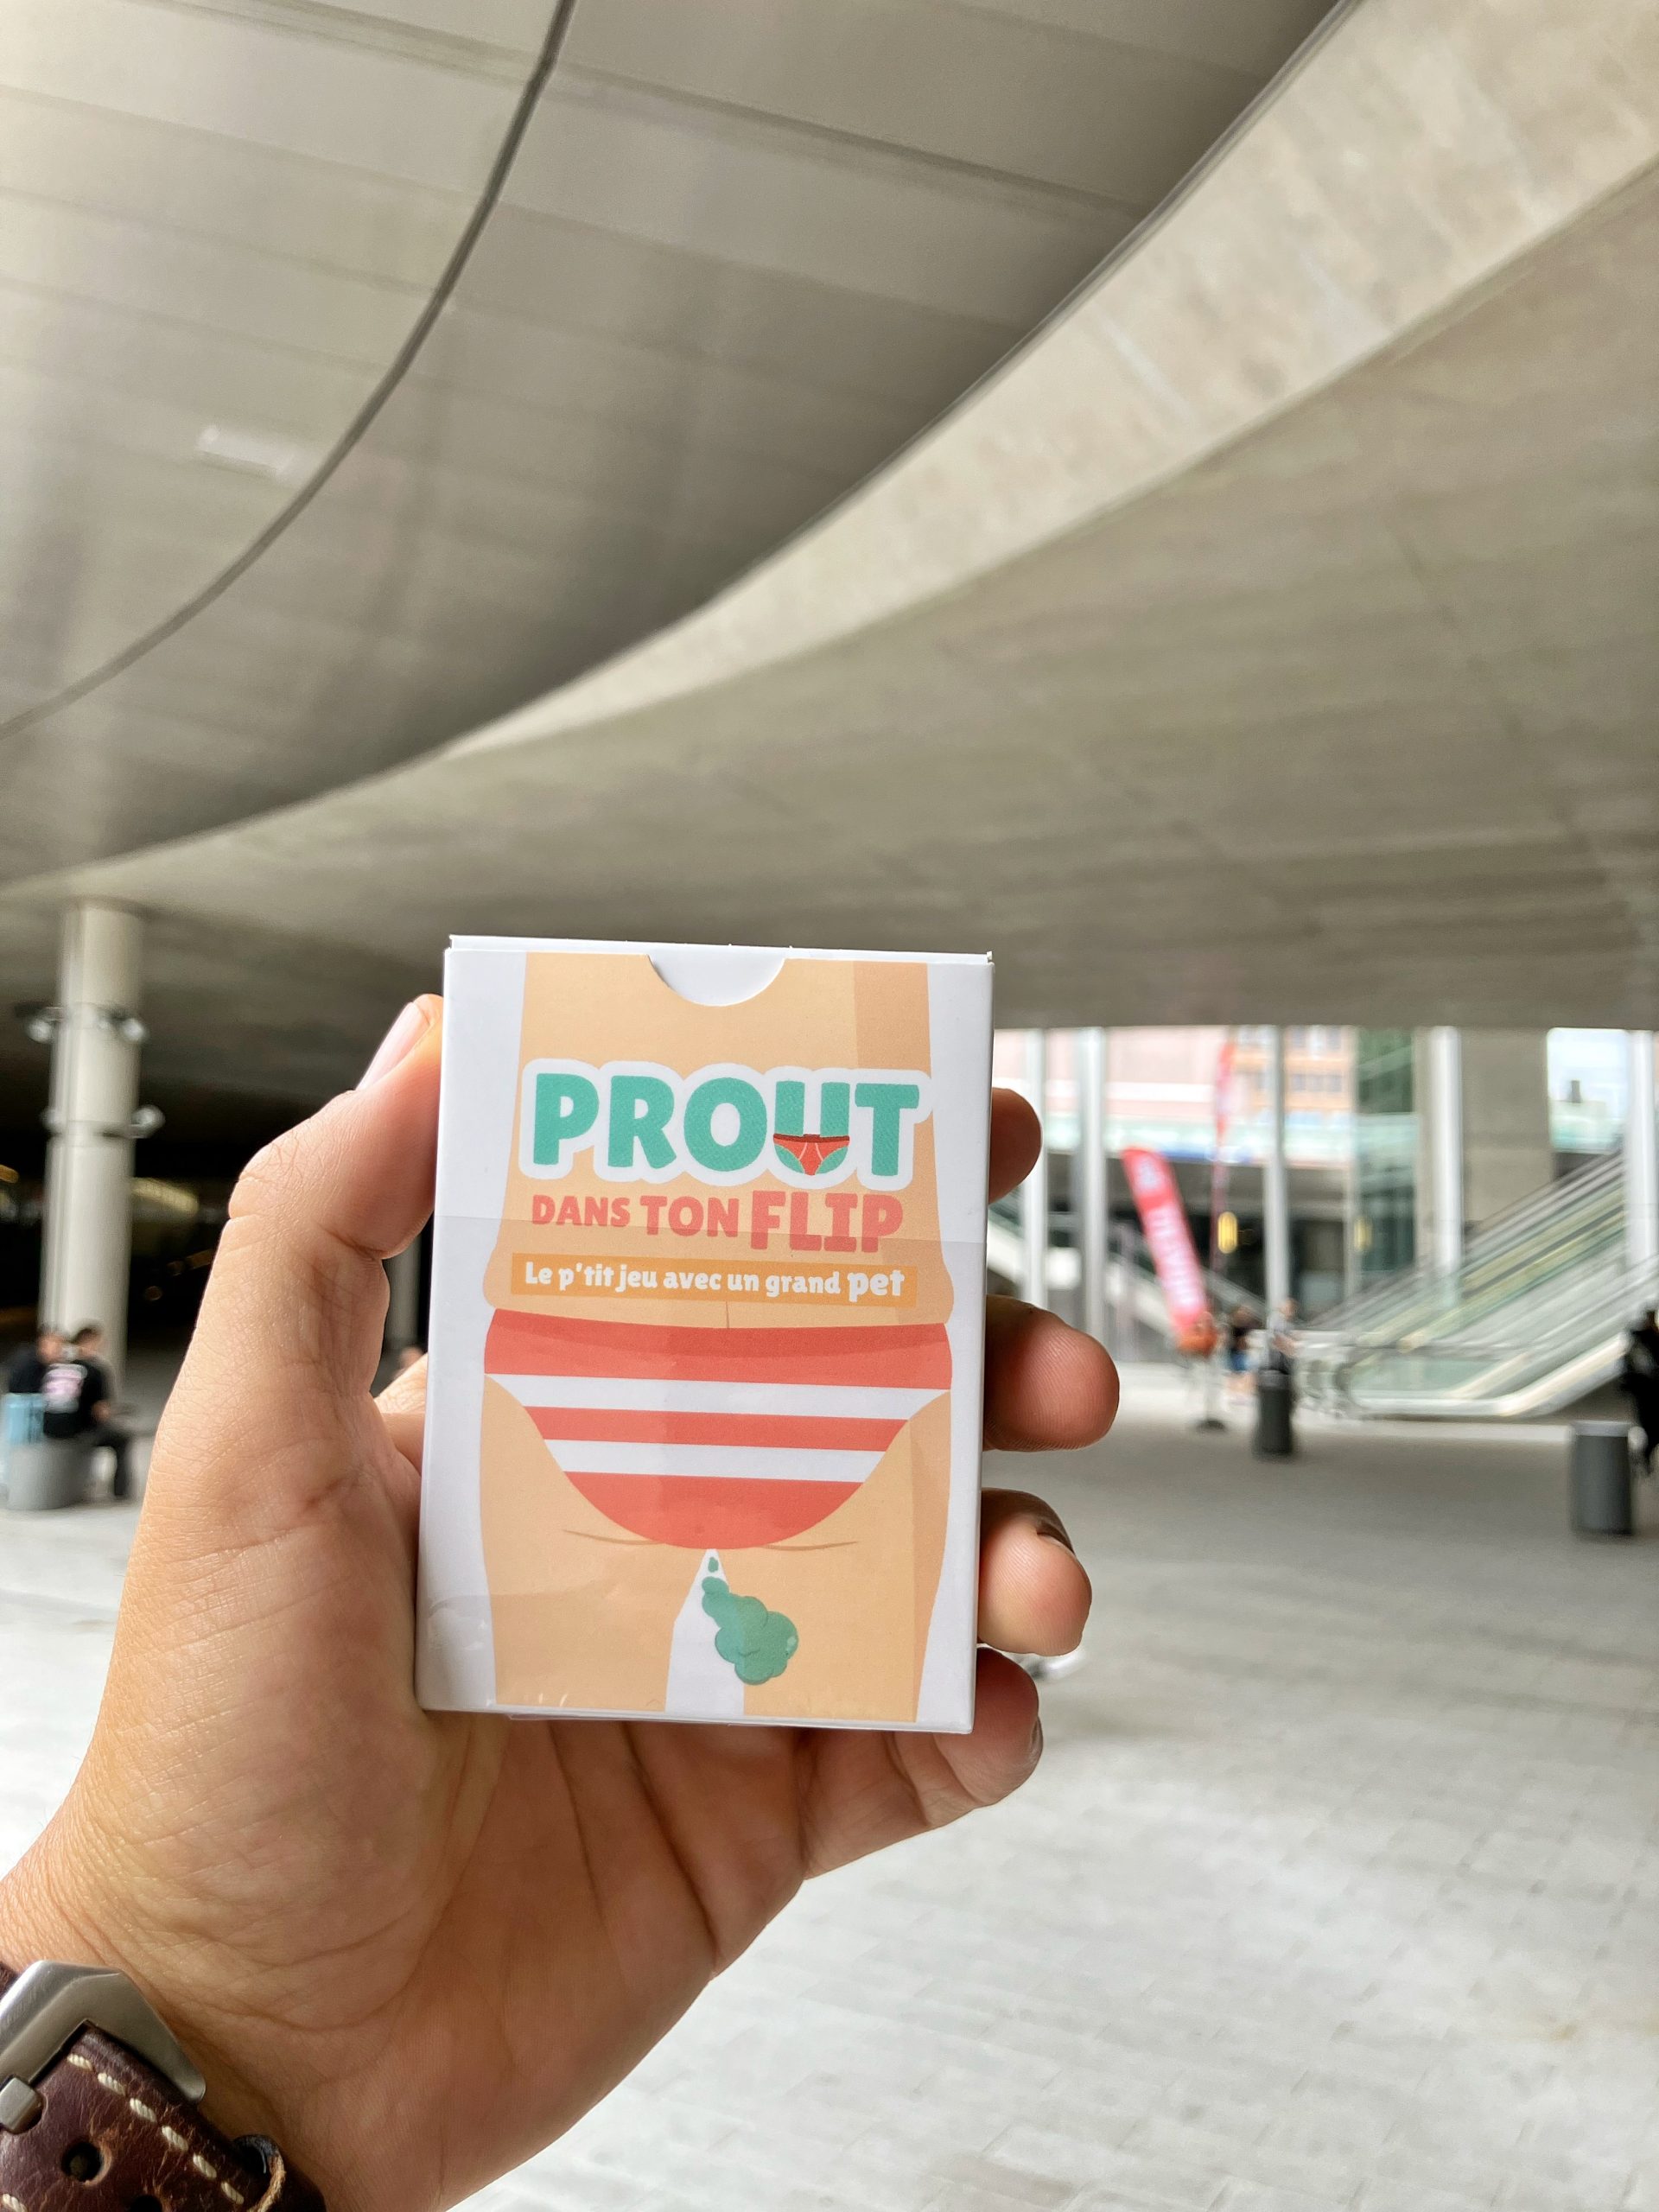 PROUT
DANS TON FLIP
Le p'tit jeu avec un grand pet